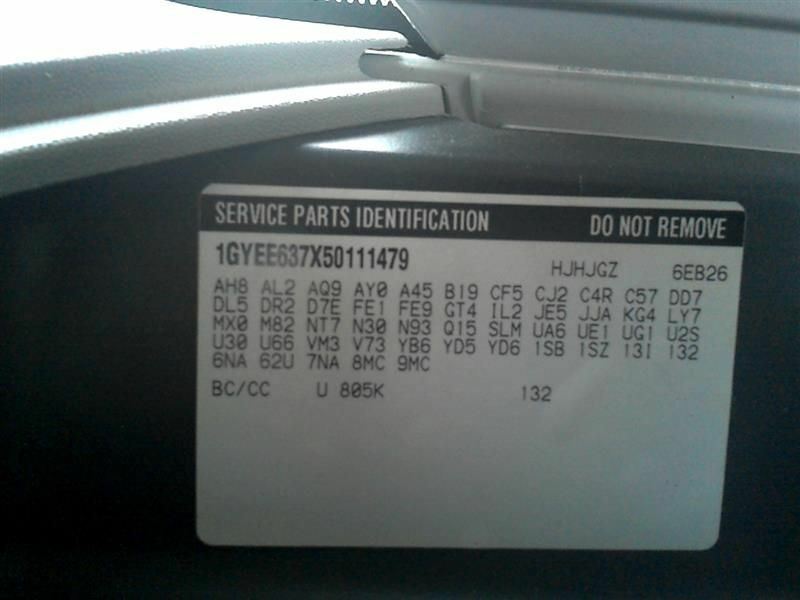 SERVICE PARTS IDENTIFICATION DO NOT REMOVE
1GYEE637X50111479 HJHJGZ 6EB26
AH8 AL2 AQ9 AY0 A45 B19 CF5 CJ2 C4R C57 DD7
DL5 DR2 D7E FE1 FE9 GT4 IL2 JE5 JJA KG4 LY7
MX0 M82 NT7 N30 N93 Q15 SLM UA6 UE1 UG1 U2S
U30 U66 VM3 V73 YB6 YD5 YD6 1SB 1SZ 13I 132
6NA 62U 7NA 8MC 9MC
BC/CC U 805K 132